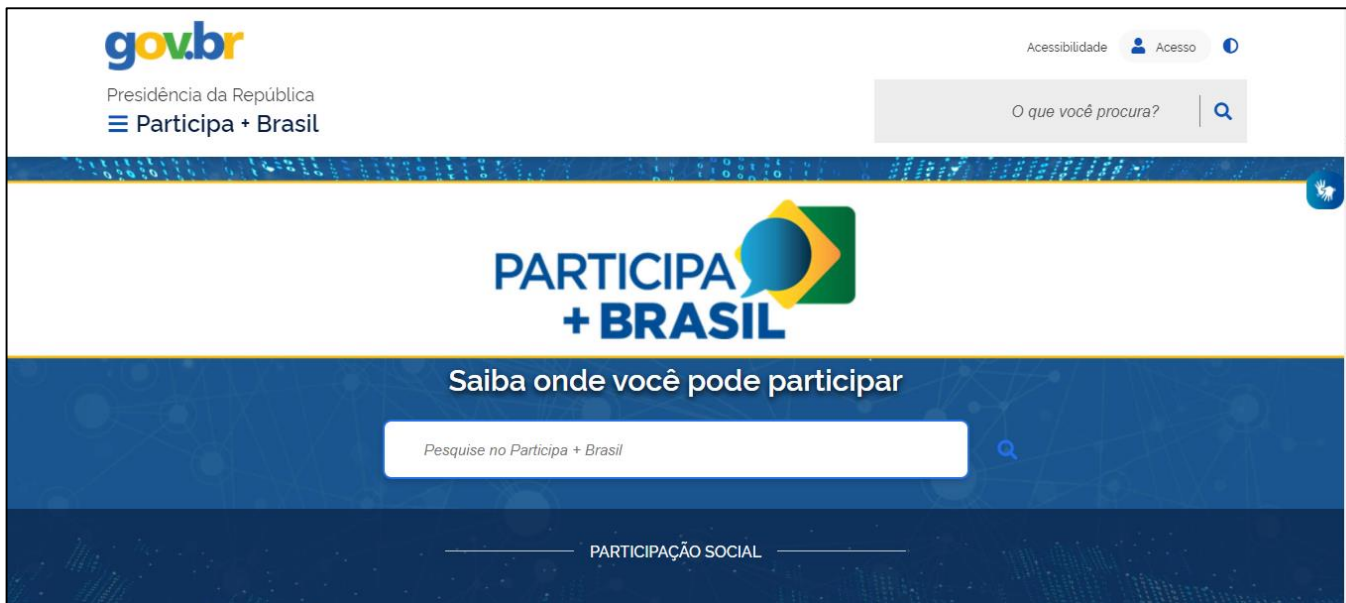 gov.br
Acessibilidade
Acesso
Presidência da República
Participa + Brasil
O que você procura?
PARTICIPA
+ BRASIL
Saiba onde você pode participar
Pesquise no Participa + Brasil
PARTICIPAÇÃO SOCIAL